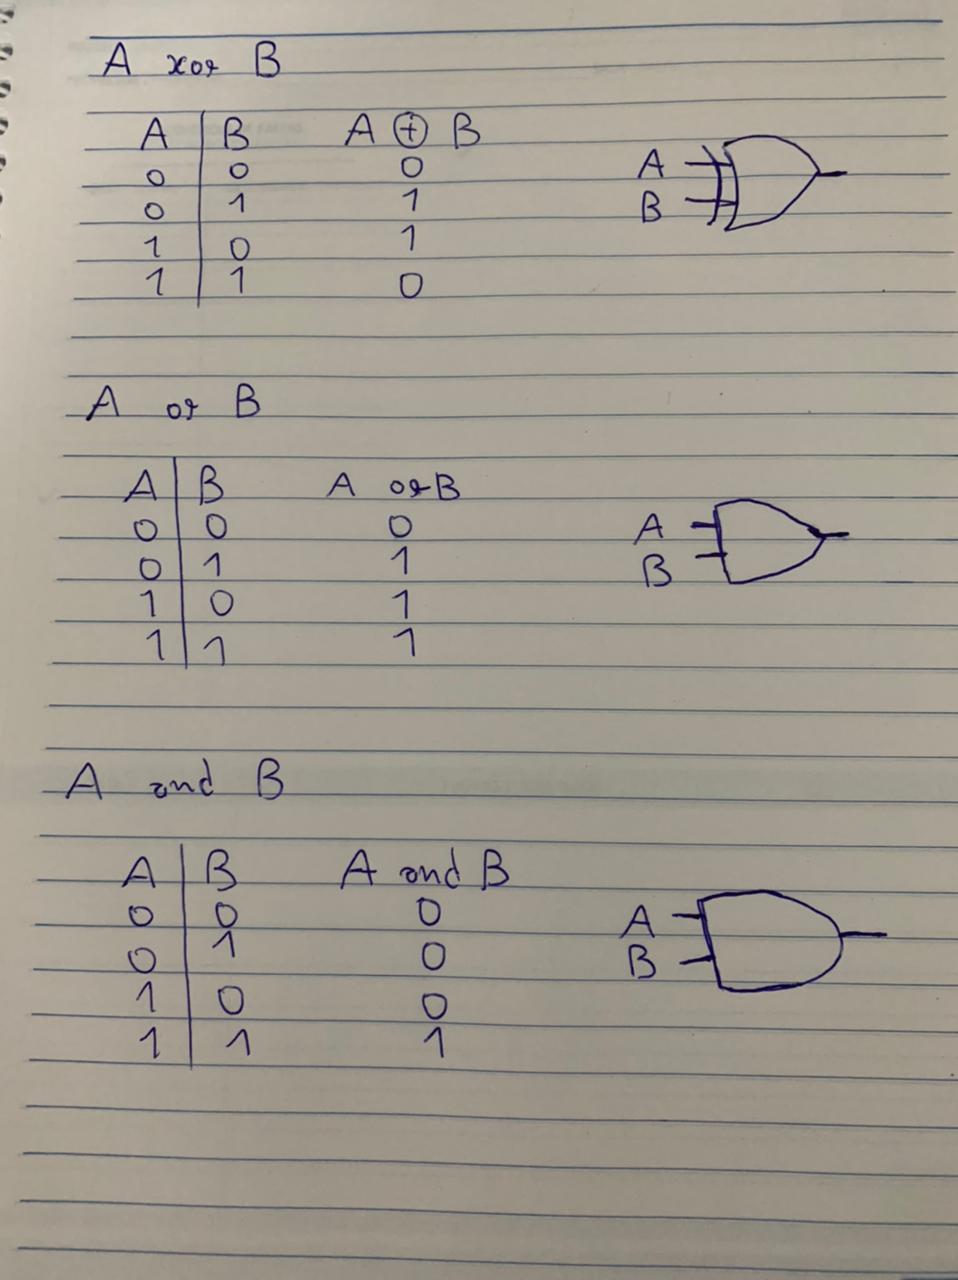 A xor B
A B A ⊕ B
0 0 0
0 1 1
1 0 1
1 1 0
A
B
A or B
A B A or B
0 0 0
0 1 1
1 0 1
1 1 1
A
B
A and B
A B A and B
0 0 0
0 1 0
1 0 0
1 1 1
A
B